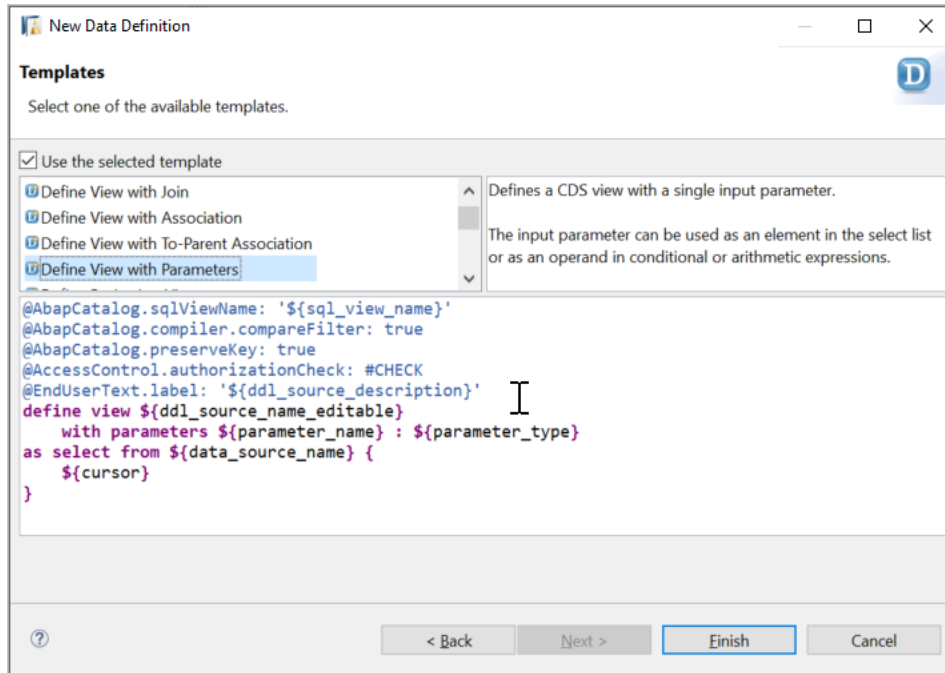 New Data Definition
Templates
Select one of the available templates.
Use the selected template
Define View with Join
Define View with Association
Define View with To-Parent Association
Define View with Parameters
Defines a CDS view with a single input parameter.
The input parameter can be used as an element in the select list
or as an operand in conditional or arithmetic expressions.
@AbapCatalog.sqlViewName: '${sql_view_name}'
@AbapCatalog.compiler.compareFilter: true
@AbapCatalog.preserveKey: true
@AccessControl.authorizationCheck: #CHECK
@EndUserText.label: '${ddl_source_description}'
define view ${ddl_source_name_editable}
    with parameters ${parameter_name} : ${parameter_type}
as select from ${data_source_name} {
    ${cursor}
}
D
< Back
Next >
Finish
Cancel